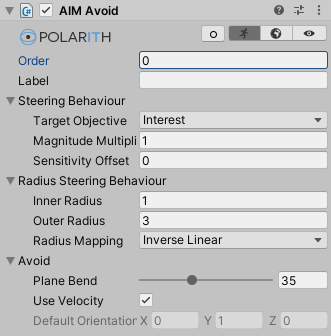 AIM Avoid
POLARITH
Order 0
Label
Steering Behaviour
Target Objective Interest
Magnitude Multipli 1
Sensitivity Offset 0
Radius Steering Behaviour
Inner Radius 1
Outer Radius 3
Radius Mapping Inverse Linear
Avoid
Plane Bend 35
Use Velocity
Default Orientation X 0 Y 1 Z 0